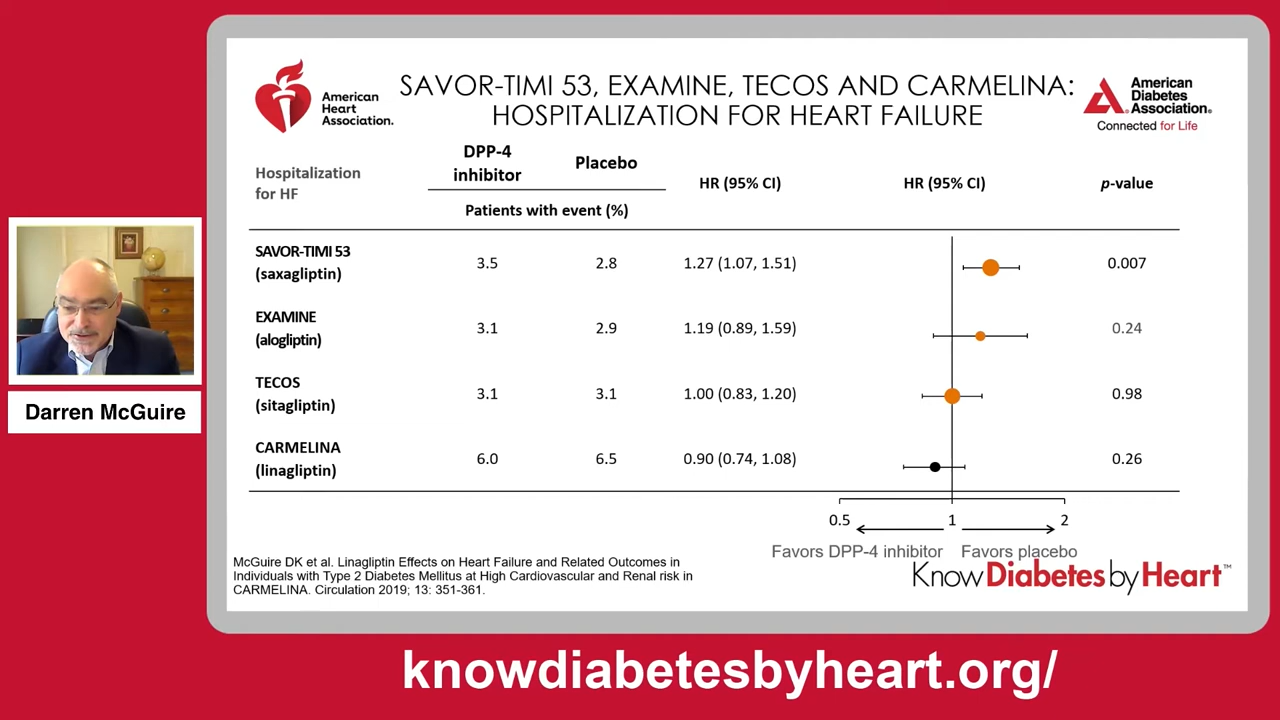 American
Heart
Association.
SAVOR-TIMI 53, EXAMINE, TECOS AND CARMELINA:
HOSPITALIZATION FOR HEART FAILURE
American
Diabetes
Association®
Connected for Life
Hospitalization
for HF
DPP-4
inhibitor
Placebo
Patients with event (%)
HR (95% CI)
HR (95% CI)
p-value
SAVOR-TIMI 53
(saxagliptin)
3.5
2.8
1.27 (1.07, 1.51)
0.007
EXAMINE
(alogliptin)
3.1
2.9
1.19 (0.89, 1.59)
0.24
TECOS
(sitagliptin)
3.1
3.1
1.00 (0.83, 1.20)
0.98
CARMELINA
(linagliptin)
6.0
6.5
0.90 (0.74, 1.08)
0.26
0.5
1
2
Favors DPP-4 inhibitor
Favors placebo
McGuire DK et al. Linagliptin Effects on Heart Failure and Related Outcomes in
Individuals with Type 2 Diabetes Mellitus at High Cardiovascular and Renal risk in
CARMELINA. Circulation 2019; 13: 351-361.
Know Diabetes by Heart™
Darren McGuire
knowdiabetesbyheart.org/